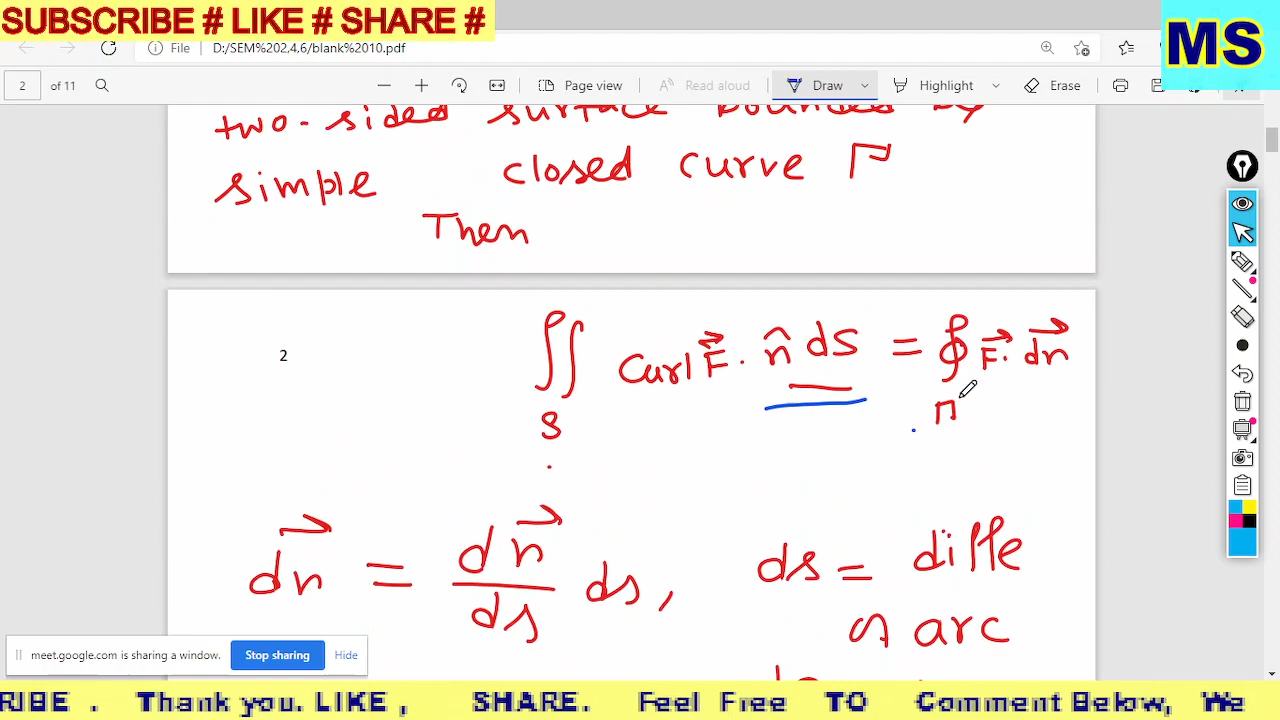 SUBSCRIBE # LIKE # SHARE #
MS
File D:/SEM%202,4.6/blank%2010.pdf
2 of 11 Page view Read aloud Draw Highlight Erase
two-sided surface bounded by
simple closed curve Γ
Then
2
∬ Curl F⃗ . n̂ ds = ∮ F⃗ . dr⃗
S Γ
dr⃗ = dr⃗/ds ds, ds = diffe
of arc
meet.google.com is sharing a window. Stop sharing Hide
RIBE . Thank you. LIKE , SHARE. Feel Free TO Comment Below, We